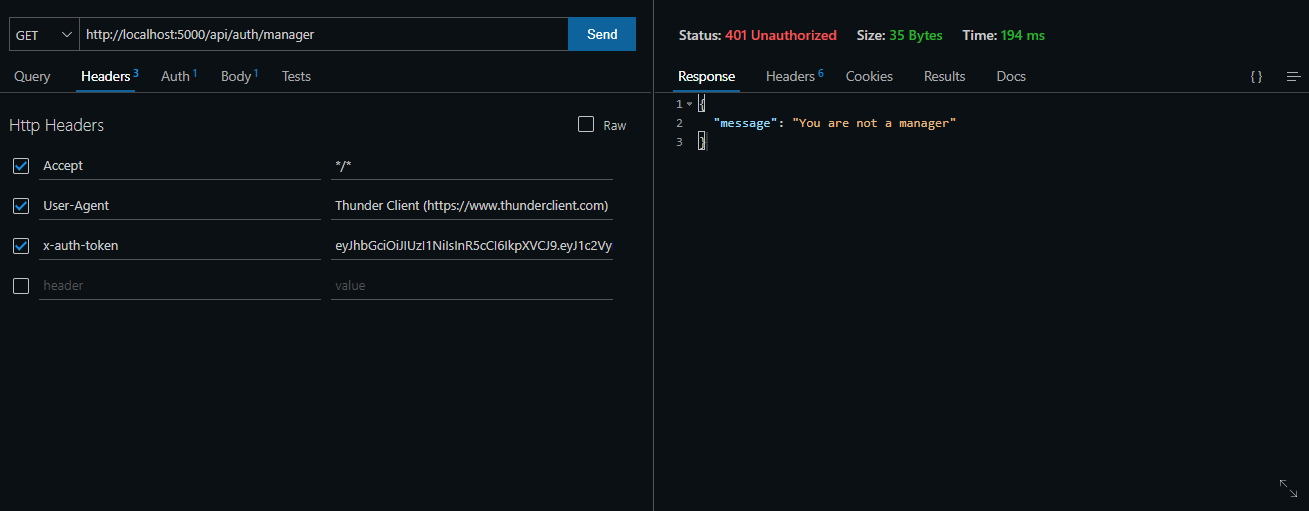 GET http://localhost:5000/api/auth/manager Send
Query Headers 3 Auth 1 Body 1 Tests
Http Headers Raw
Accept */*
User-Agent Thunder Client (https://www.thunderclient.com)
x-auth-token eyJhbGciOiJIUzI1NiIsInR5cCI6IkpXVCJ9.eyJ1c2Vy
header value
Status: 401 Unauthorized Size: 35 Bytes Time: 194 ms
Response Headers 6 Cookies Results Docs {}
1 {
2 "message": "You are not a manager"
3 }